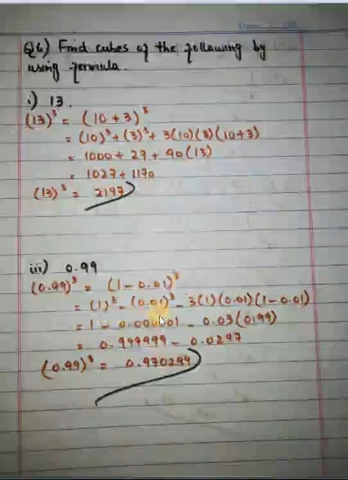 Q6) Find cubes of the following by
using formula.
i) 13.
(13)³ = (10+3)³
= (10)³+(3)³+3(10)(3)(10+3)
= 1000+27+90(13)
= 1027+1170
(13)³ = 2197
iii) 0.99
(0.99)³ = (1-0.01)³
= (1)³-(0.01)³-3(1)(0.01)(1-0.01)
= 1-0.000001-0.03(0.99)
= 0.999999-0.0297
(0.99)³ = 0.970299